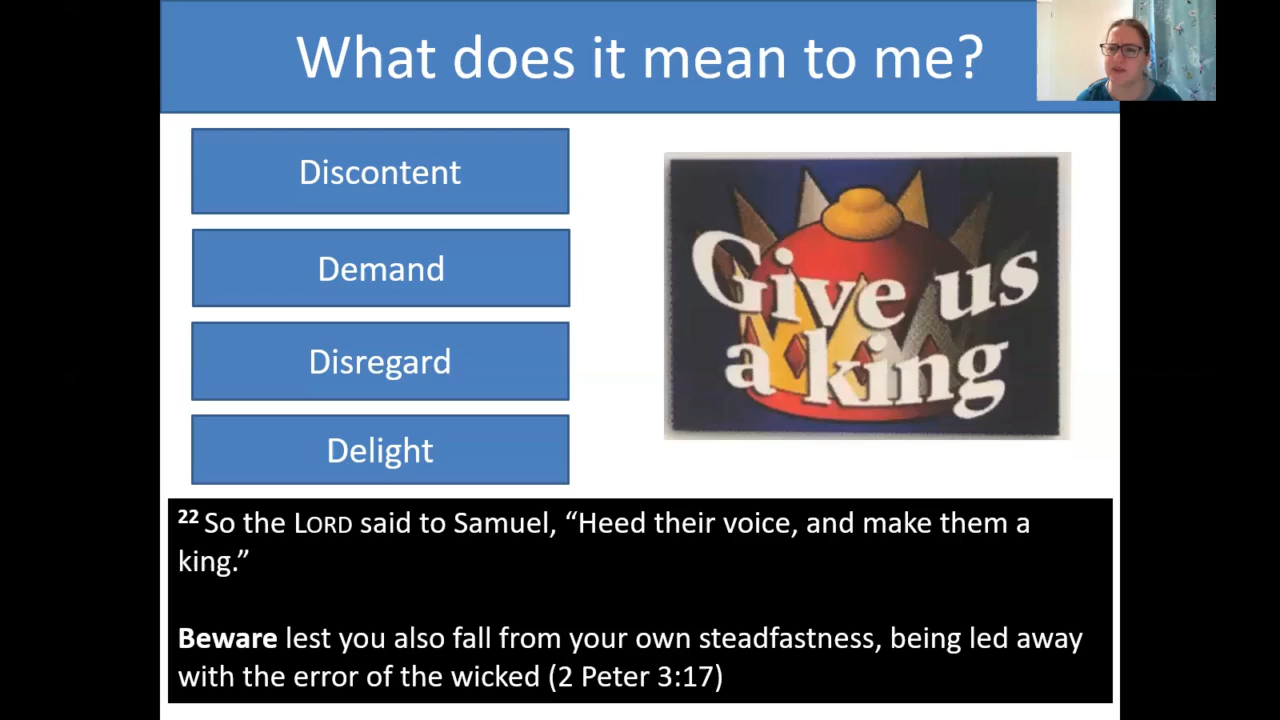 What does it mean to me?
Discontent
Demand
Disregard
Delight
Give us
a king
22 So the LORD said to Samuel, “Heed their voice, and make them a
king.”
Beware lest you also fall from your own steadfastness, being led away
with the error of the wicked (2 Peter 3:17)